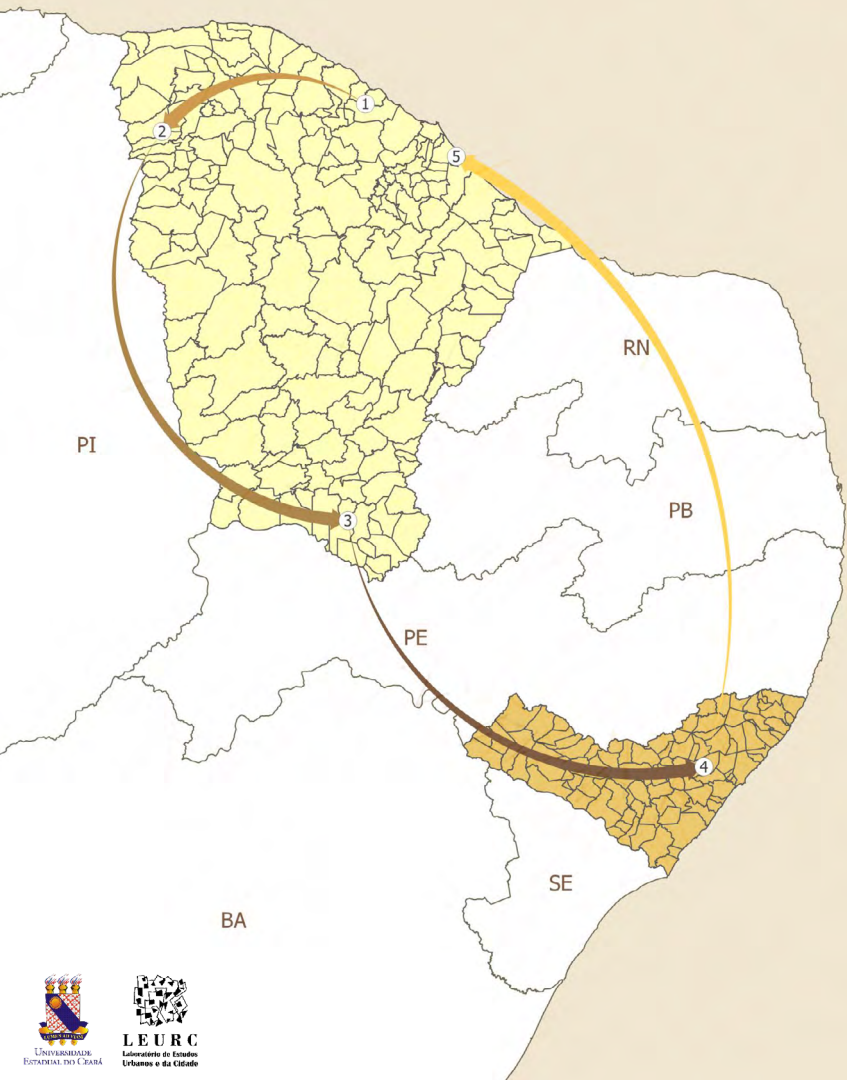 1
2
5
RN
PI
PB
3
PE
4
SE
BA
UNIVERSIDADE
ESTADUAL DO CEARÁ
LEURC
Laboratório de Estudos
Urbanos e da Cidade